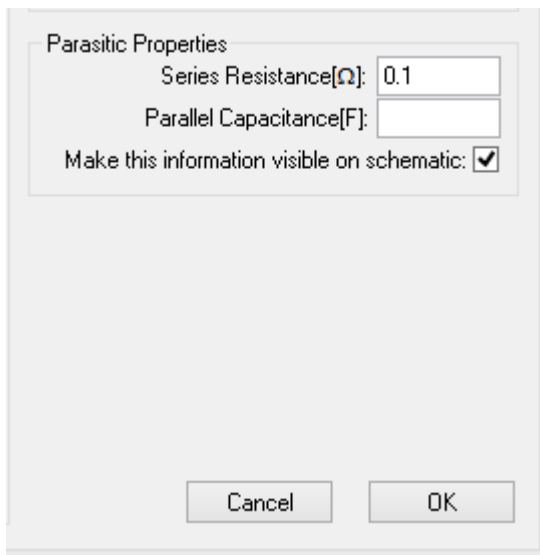 Parasitic Properties
Series Resistance[Ω]: 0.1
Parallel Capacitance[F]:
Make this information visible on schematic:
Cancel OK